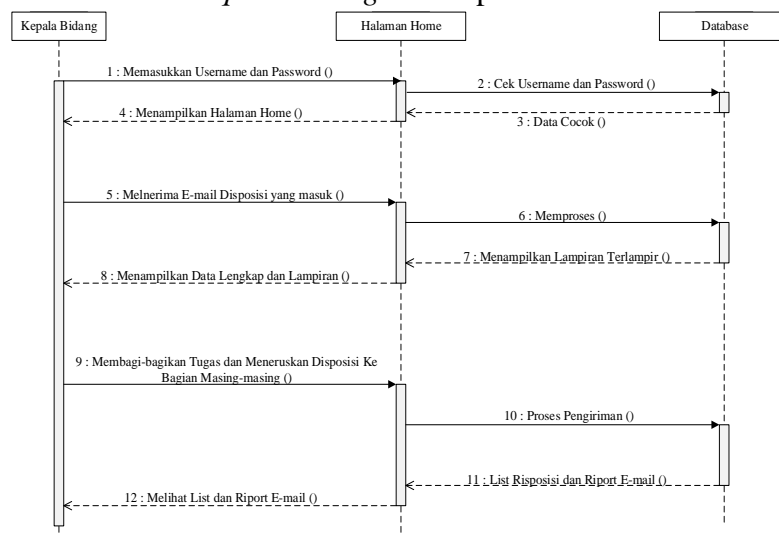 Kepala Bidang
Halaman Home
Database
1 : Memasukkan Username dan Password ()
2 : Cek Username dan Password ()
3 : Data Cocok ()
4 : Menampilkan Halaman Home ()
5 : Melnerima E-mail Disposisi yang masuk ()
6 : Memproses ()
7 : Menampilkan Lampiran Terlampir ()
8 : Menampilkan Data Lengkap dan Lampiran ()
9 : Membagi-bagikan Tugas dan Meneruskan Disposisi Ke
Bagian Masing-masing ()
10 : Proses Pengiriman ()
11 : List Risposisi dan Riport E-mail ()
12 : Melihat List dan Riport E-mail ()